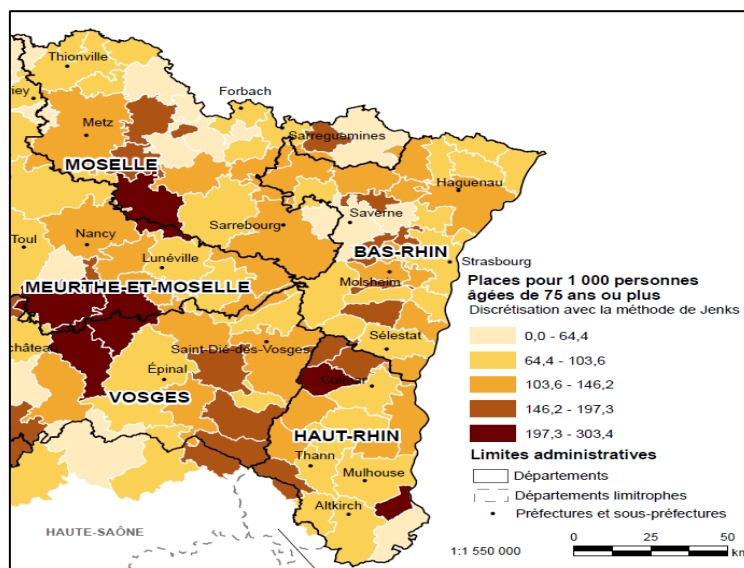 Thionville
iey
Forbach
Metz
Sarreguemines
MOSELLE
Haguenau
Saverne
Sarrebourg
Nancy
Toul
BAS-RHIN
Strasbourg
Lunéville
Molsheim
MEURTHE-ET-MOSELLE
Places pour 1 000 personnes
âgées de 75 ans ou plus
Discrétisation avec la méthode de Jenks
0,0 - 64,4
64,4 - 103,6
103,6 - 146,2
146,2 - 197,3
197,3 - 303,4
Sélestat
Saint-Dié-des-Vosges
château
Épinal
Colmar
VOSGES
HAUT-RHIN
Thann
Mulhouse
Altkirch
HAUTE-SAÔNE
Limites administratives
Départements
Départements limitrophes
Préfectures et sous-préfectures
1:1 550 000
0 25 50
km